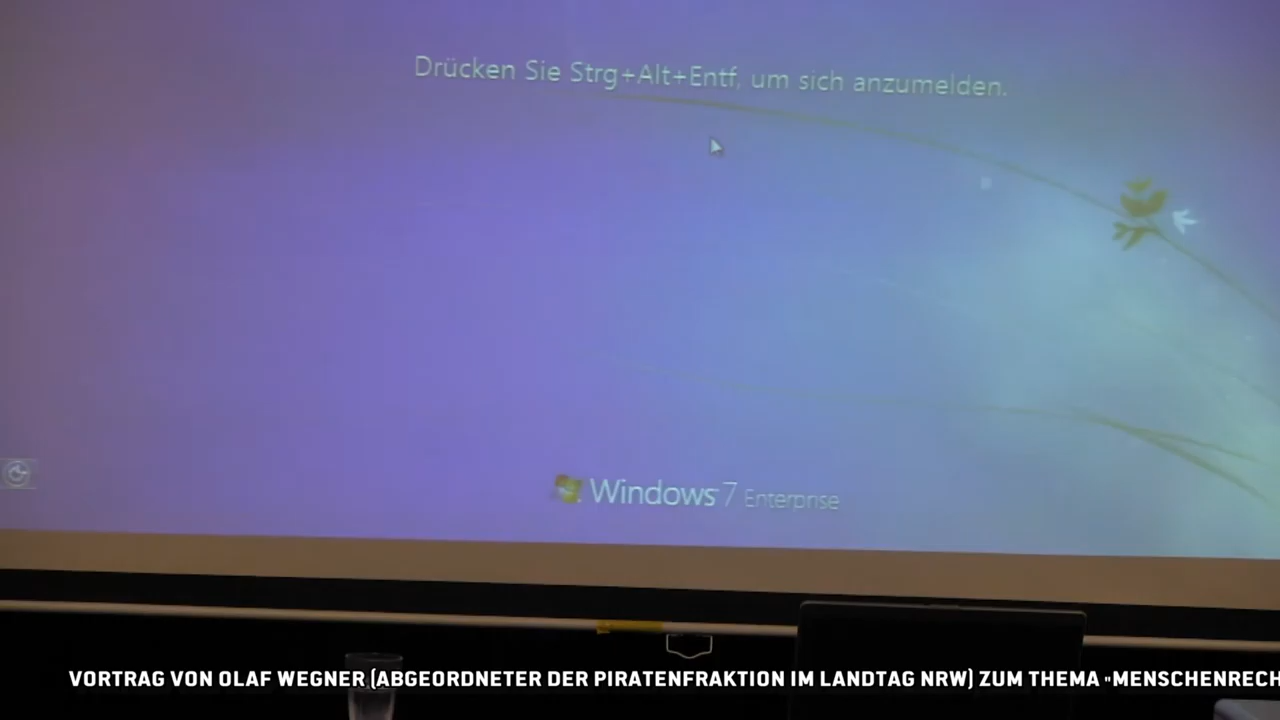 Drücken Sie Strg+Alt+Entf, um sich anzumelden.
Windows 7 Enterprise
VORTRAG VON OLAF WEGNER (ABGEORDNETER DER PIRATENFRAKTION IM LANDTAG NRW) ZUM THEMA "MENSCHENRECH